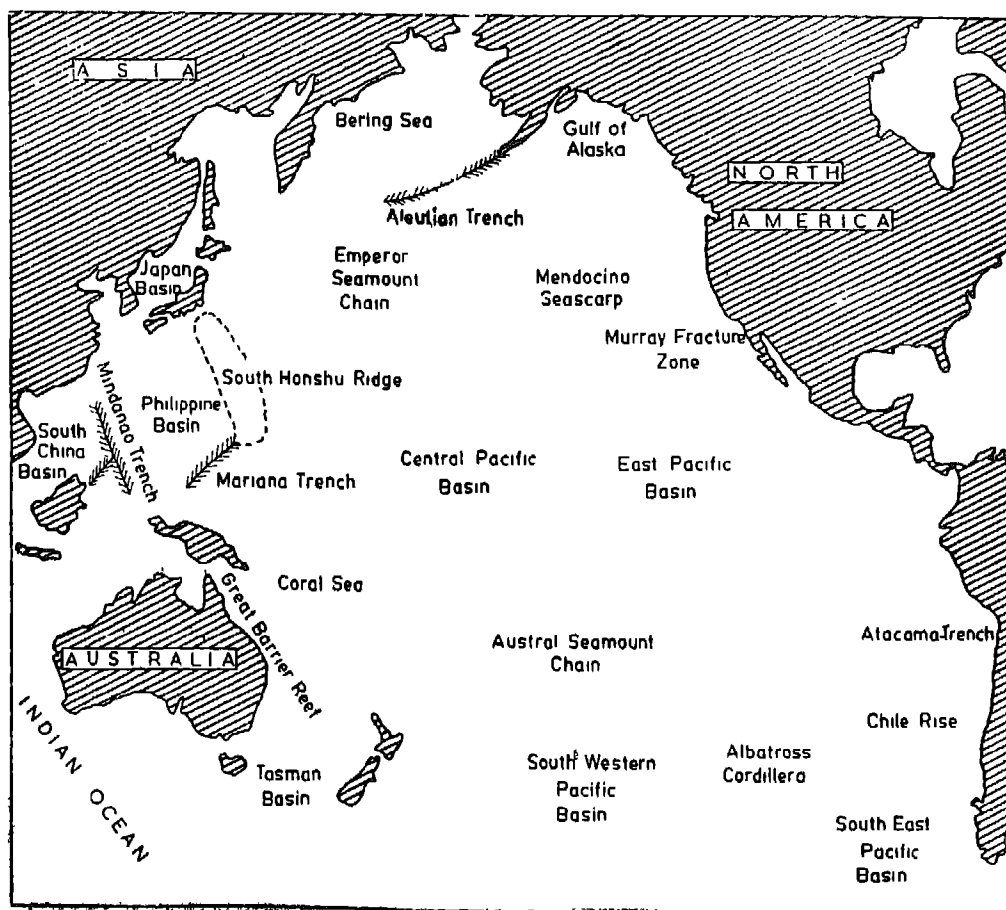 A S I A
Bering Sea
Gulf of
Alaska
NORTH
AMERICA
Aleutian Trench
Japan
Basin
Emperor
Seamount
Chain
Mendocino
Seascarp
Murray Fracture
Zone
South Honshu Ridge
Mindanao Trench
Philippine
Basin
South
China
Basin
Mariana Trench
Central Pacific
Basin
East Pacific
Basin
Coral Sea
Great Barrier Reef
AUSTRALIA
Austral Seamount
Chain
Atacama-Trench
Chile Rise
INDIAN OCEAN
Tasman
Basin
South Western
Pacific
Basin
Albatross
Cordillera
South East
Pacific
Basin